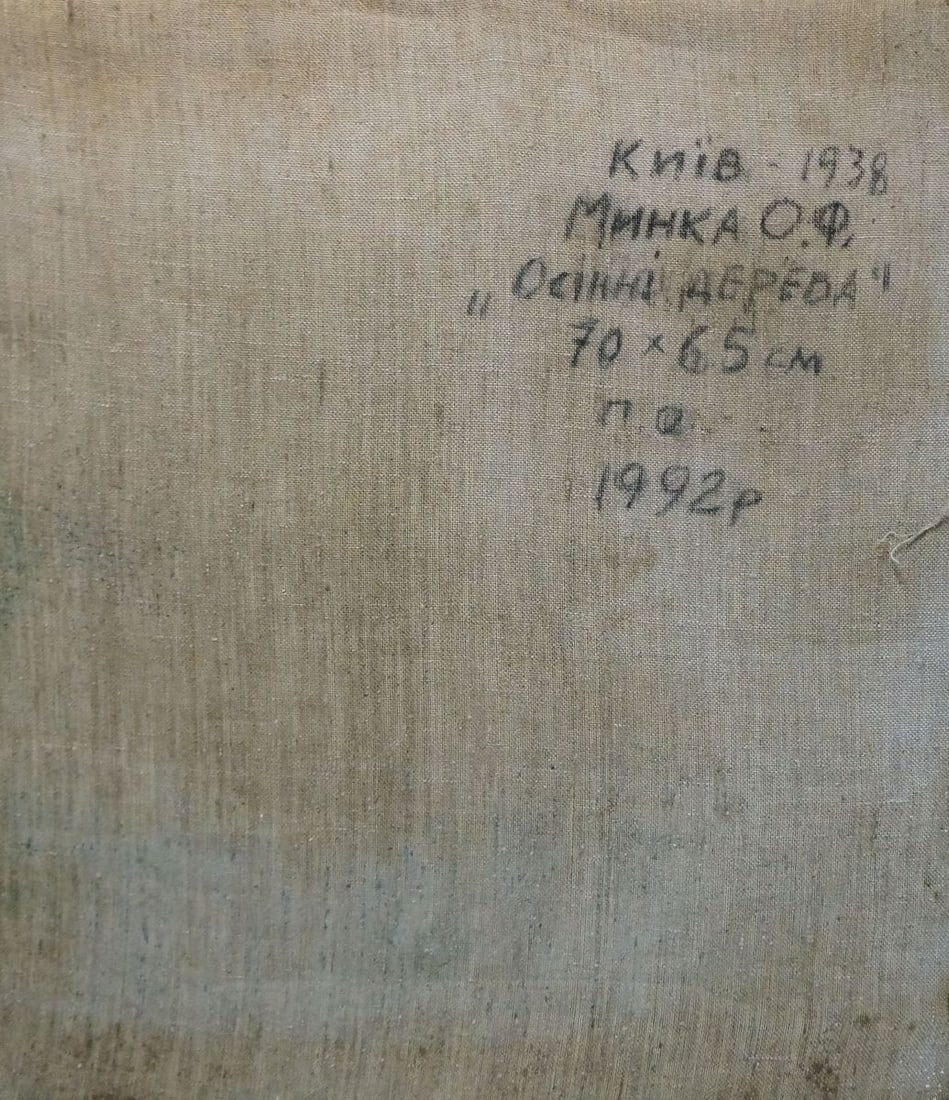 Київ - 1938
Минка О.Ф.
„Осінні дерева"
70 x 65 см
п.о.
1992р